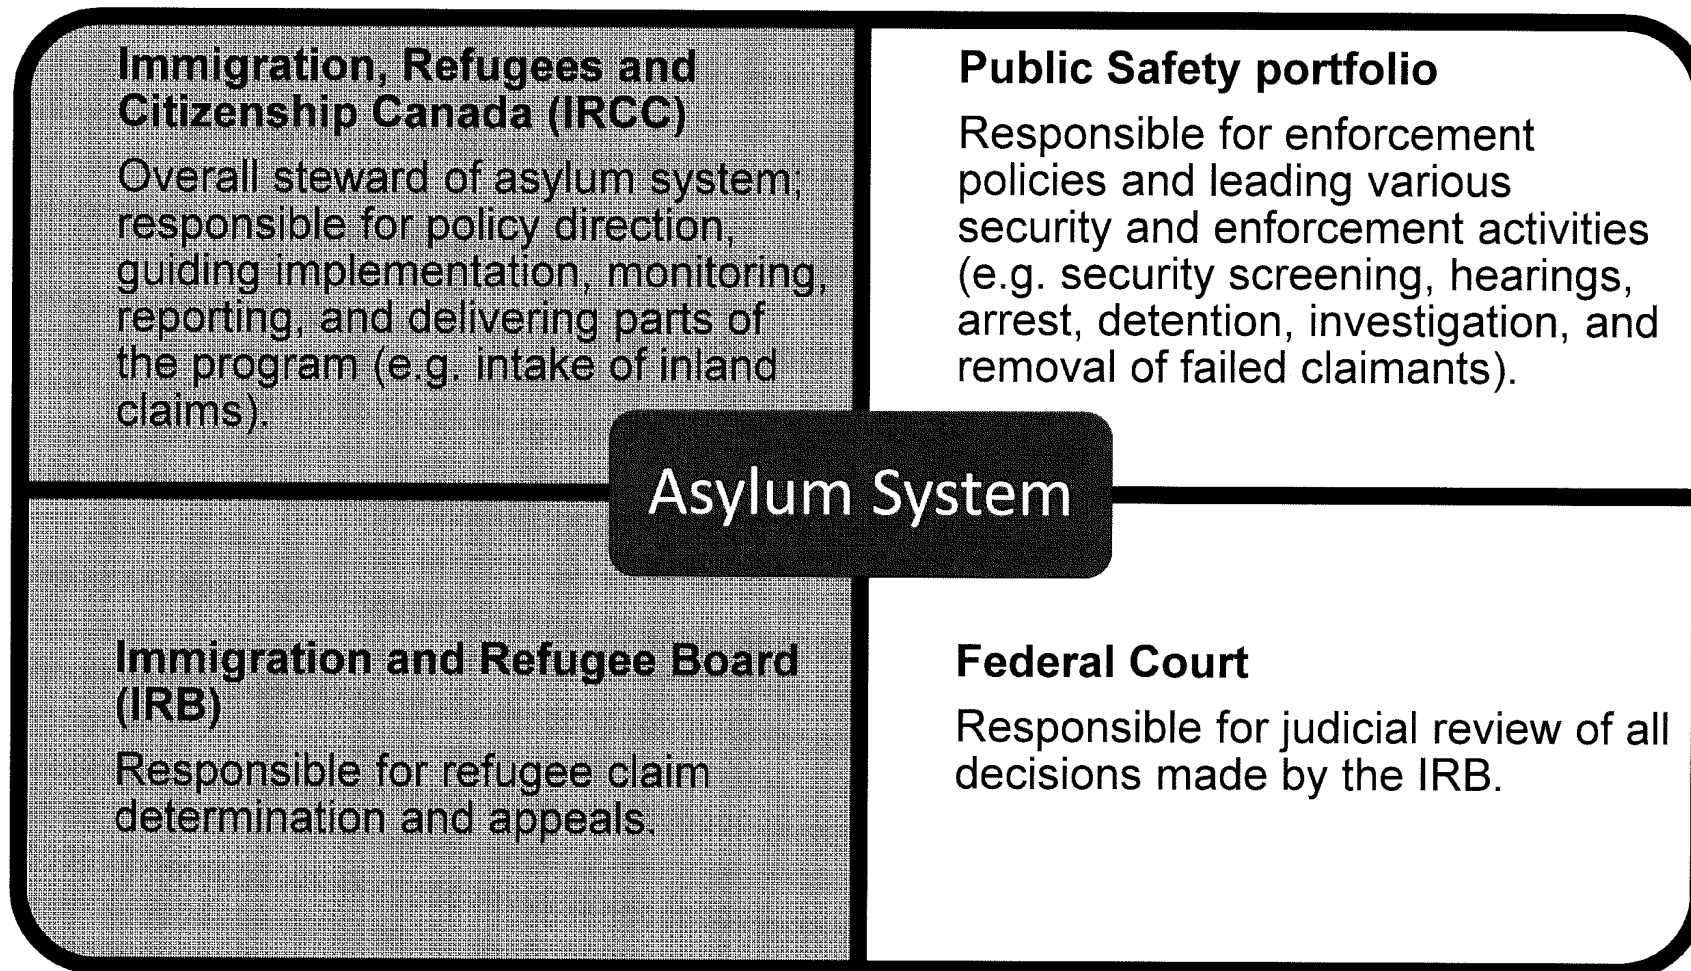 Immigration, Refugees and
Citizenship Canada (IRCC)
Overall steward of asylum system;
responsible for policy direction,
guiding implementation, monitoring,
reporting, and delivering parts of
the program (e.g. intake of inland
claims).
Public Safety portfolio
Responsible for enforcement
policies and leading various
security and enforcement activities
(e.g. security screening, hearings,
arrest, detention, investigation, and
removal of failed claimants).
Asylum System
Immigration and Refugee Board
(IRB)
Responsible for refugee claim
determination and appeals.
Federal Court
Responsible for judicial review of all
decisions made by the IRB.